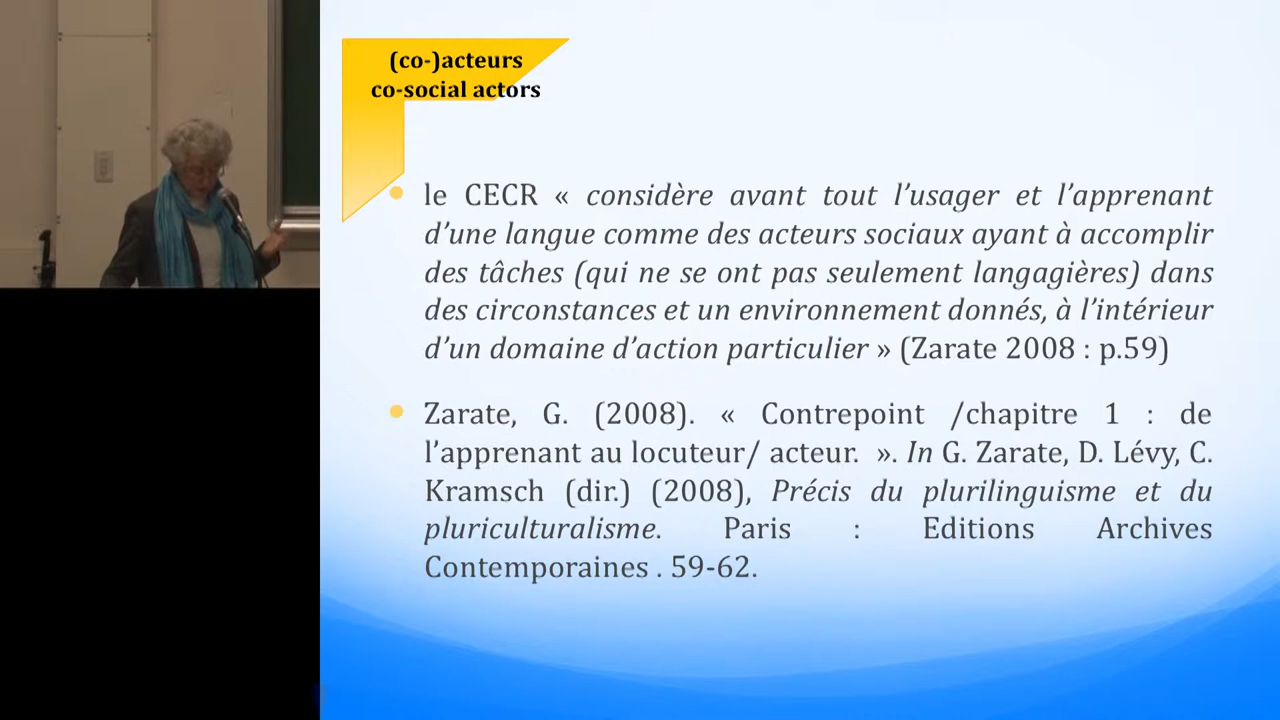 (co-)acteurs
co-social actors
le CECR « considère avant tout l’usager et l’apprenant
d’une langue comme des acteurs sociaux ayant à accomplir
des tâches (qui ne se ont pas seulement langagières) dans
des circonstances et un environnement donnés, à l’intérieur
d’un domaine d’action particulier » (Zarate 2008 : p.59)
Zarate, G. (2008). « Contrepoint /chapitre 1 : de
l’apprenant au locuteur/ acteur. ». In G. Zarate, D. Lévy, C.
Kramsch (dir.) (2008), Précis du plurilinguisme et du
pluriculturalisme. Paris : Editions Archives
Contemporaines . 59-62.